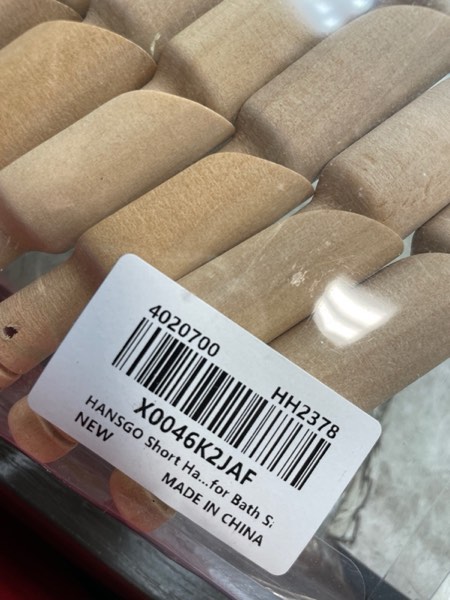 4020700 HH2378
X0046K2JAF
HANSGO Short Ha...for Bath S
NEW
MADE IN CHINA